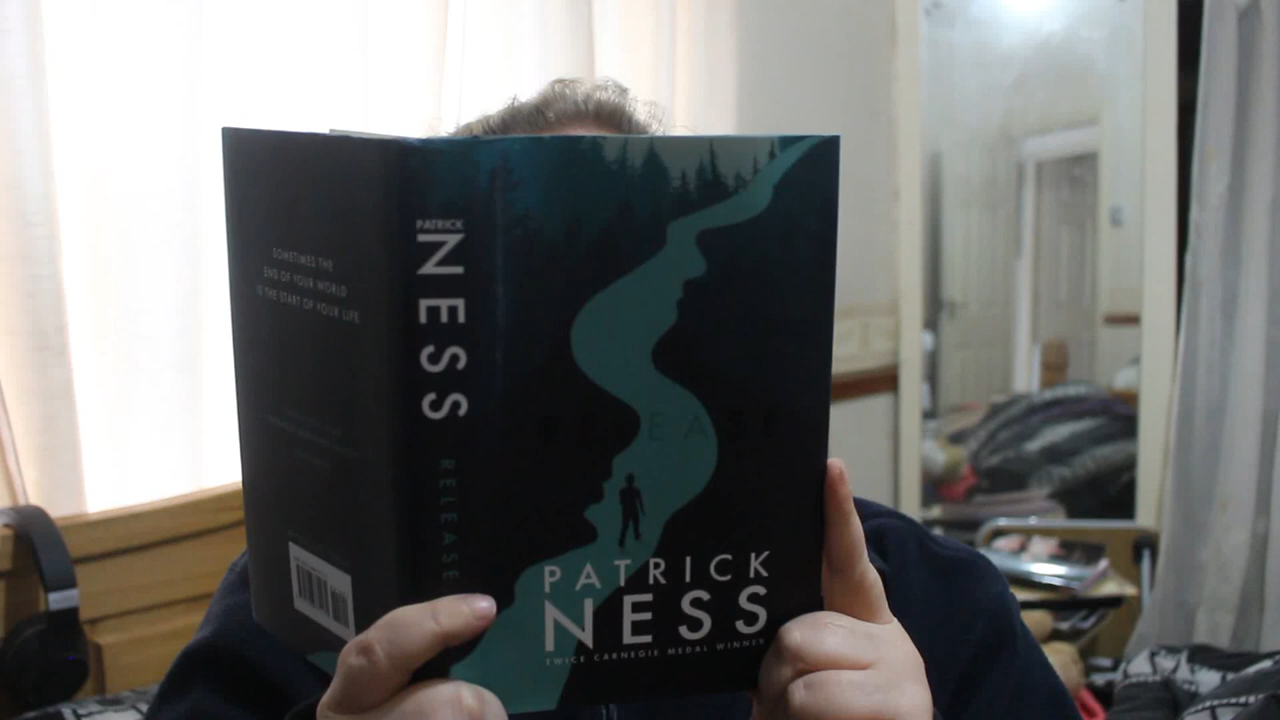 SOMETIMES THE
END OF YOUR WORLD
IS THE START OF YOUR LIFE
PATRICK
NESS
RELEASE
RELEASE
PATRICK
NESS
TWICE CARNEGIE MEDAL WINNER